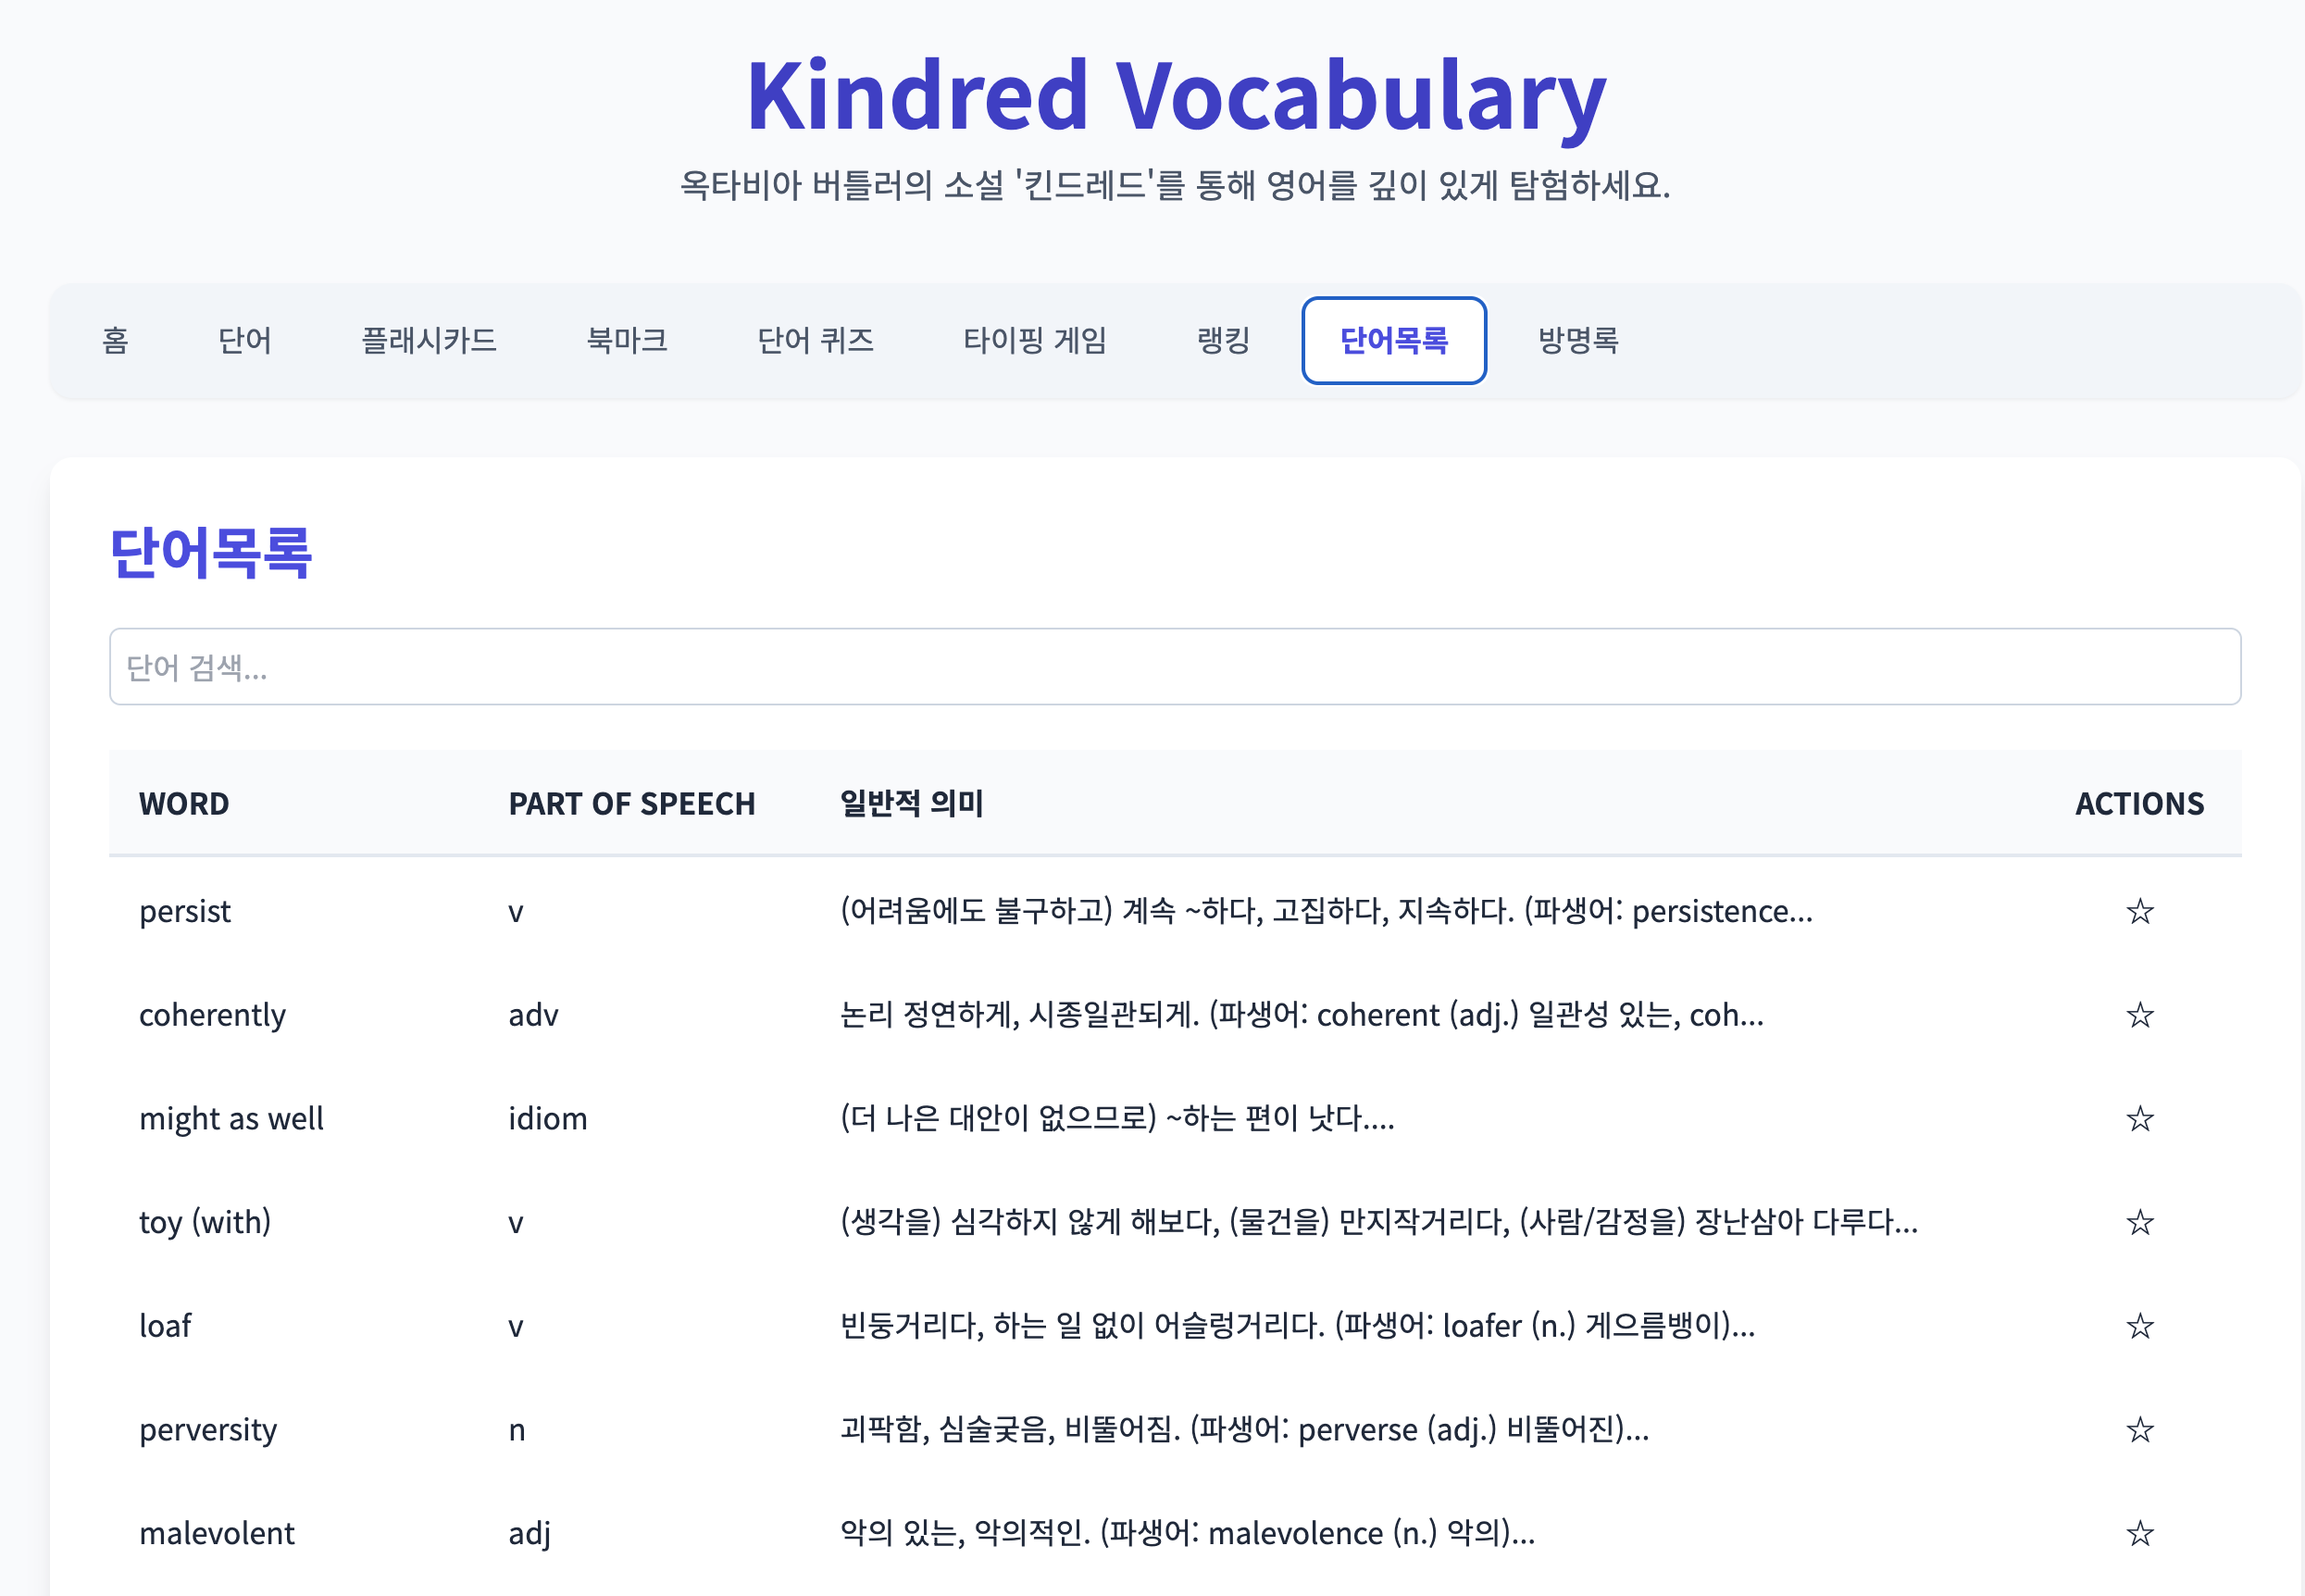 Kindred Vocabulary
옥타비아 버틀러의 소설 '킨드레드'를 통해 영어를 깊이 있게 탐험하세요.
홈 단어 플래시카드 북마크 단어 퀴즈 타이핑 게임 랭킹 단어목록 방명록
단어목록
단어 검색...
WORD PART OF SPEECH 일반적 의미 ACTIONS
persist v (어려움에도 불구하고) 계속 ~하다, 고집하다, 지속하다. (파생어: persistence... ☆
coherently adv 논리 정연하게, 시종일관되게. (파생어: coherent (adj.) 일관성 있는, coh... ☆
might as well idiom (더 나은 대안이 없으므로) ~하는 편이 낫다.... ☆
toy (with) v (생각을) 심각하지 않게 해보다, (물건을) 만지작거리다, (사람/감정을) 장난삼아 다루다... ☆
loaf v 빈둥거리다, 하는 일 없이 어슬렁거리다. (파생어: loafer (n.) 게으름뱅이)... ☆
perversity n 괴팍함, 심술궂음, 비뚤어짐. (파생어: perverse (adj.) 비뚤어진)... ☆
malevolent adj 악의 있는, 악의적인. (파생어: malevolence (n.) 악의)... ☆